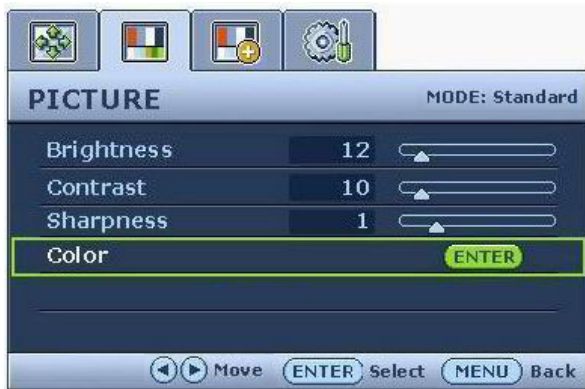 PICTURE MODE: Standard
Brightness 12
Contrast 10
Sharpness 1
Color ENTER
Move ENTER Select MENU Back